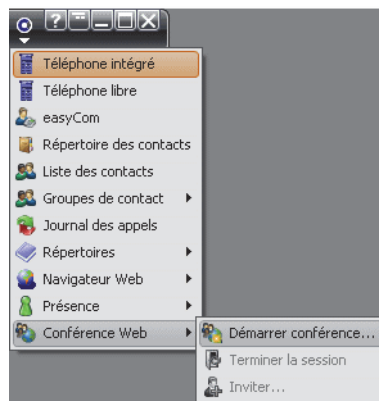 ?
Téléphone intégré
Téléphone libre
easyCom
Répertoire des contacts
Liste des contacts
Groupes de contact
Journal des appels
Répertoires
Navigateur Web
Présence
Conférence Web
Démarrer conférence...
Terminer la session
Inviter...